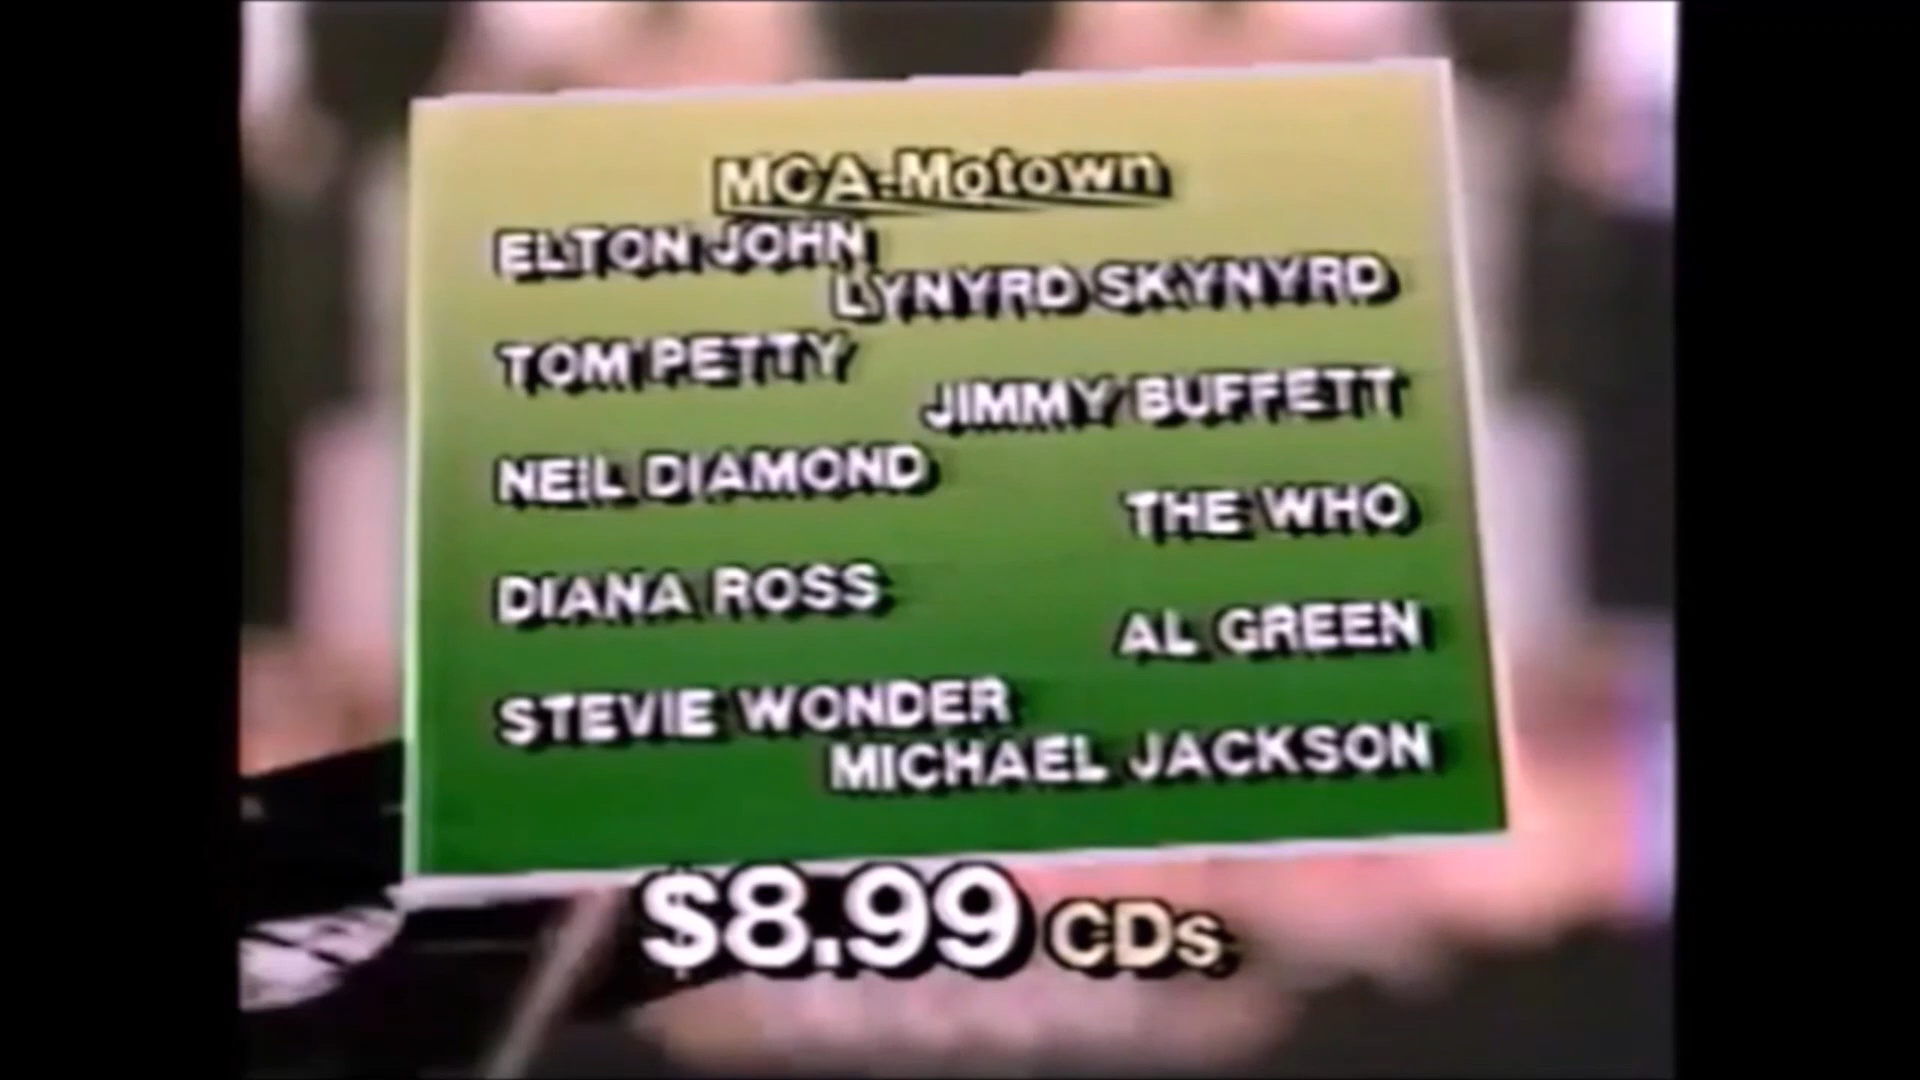 MCA-Motown
ELTON JOHN
LYNYRD SKYNYRD
TOM PETTY
JIMMY BUFFETT
NEIL DIAMOND
THE WHO
DIANA ROSS
AL GREEN
STEVIE WONDER
MICHAEL JACKSON
$8.99 CDs